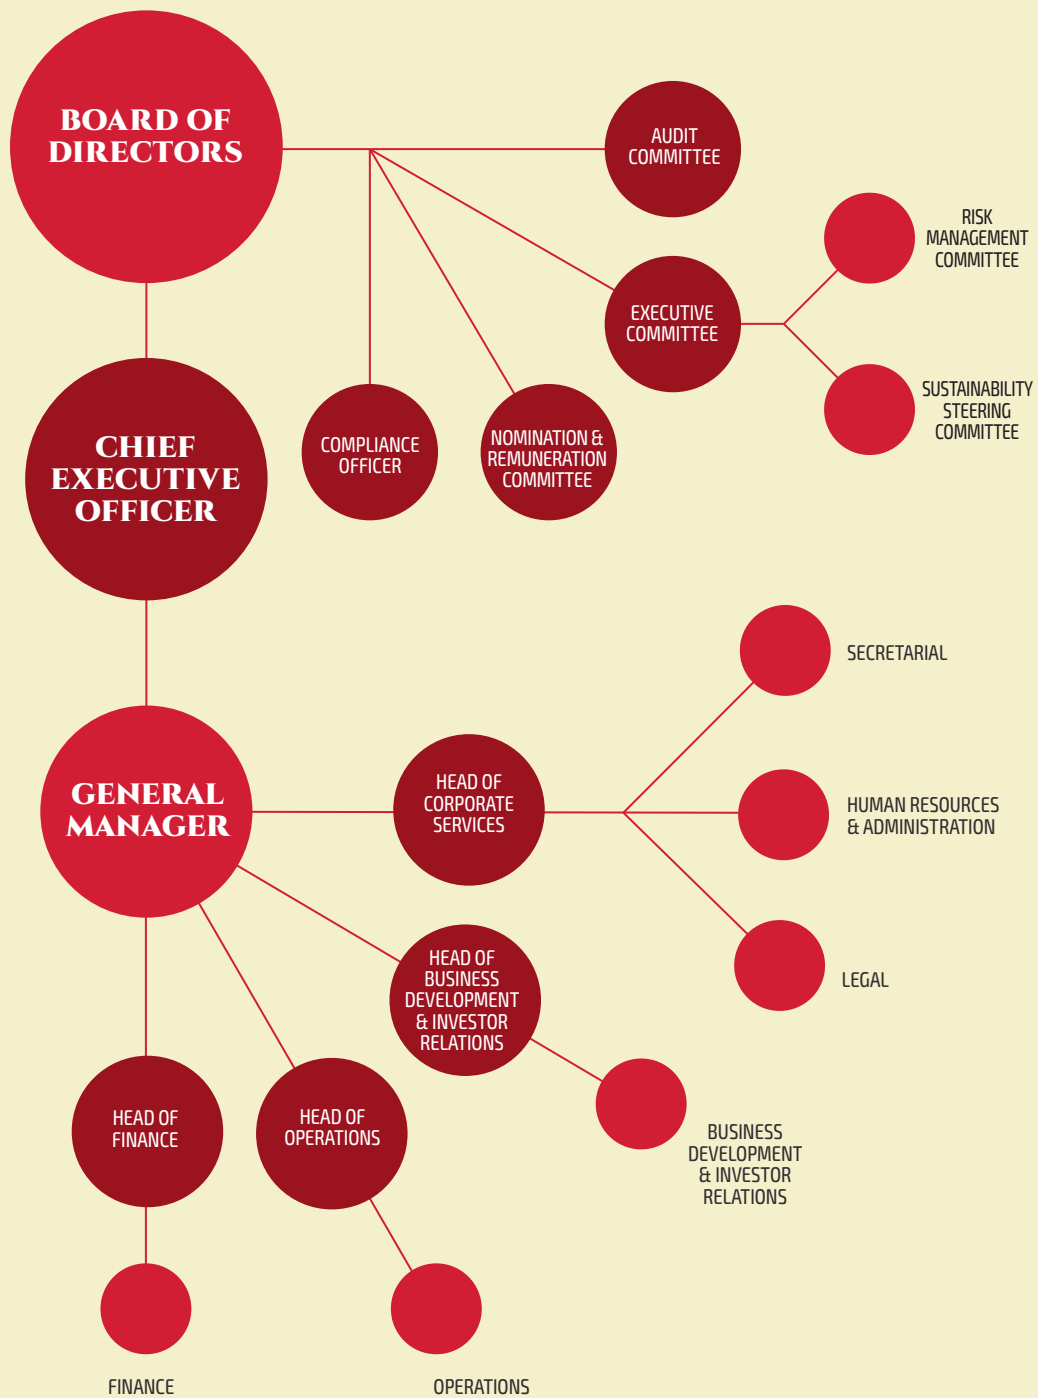 BOARD OF
DIRECTORS
AUDIT
COMMITTEE
RISK
MANAGEMENT
COMMITTEE
EXECUTIVE
COMMITTEE
SUSTAINABILITY
STEERING
COMMITTEE
CHIEF
EXECUTIVE
OFFICER
COMPLIANCE
OFFICER
NOMINATION &
REMUNERATION
COMMITTEE
SECRETARIAL
GENERAL
MANAGER
HEAD OF
CORPORATE
SERVICES
HUMAN RESOURCES
& ADMINISTRATION
LEGAL
HEAD OF
BUSINESS
DEVELOPMENT
& INVESTOR
RELATIONS
HEAD OF
FINANCE
HEAD OF
OPERATIONS
BUSINESS
DEVELOPMENT
& INVESTOR
RELATIONS
FINANCE
OPERATIONS